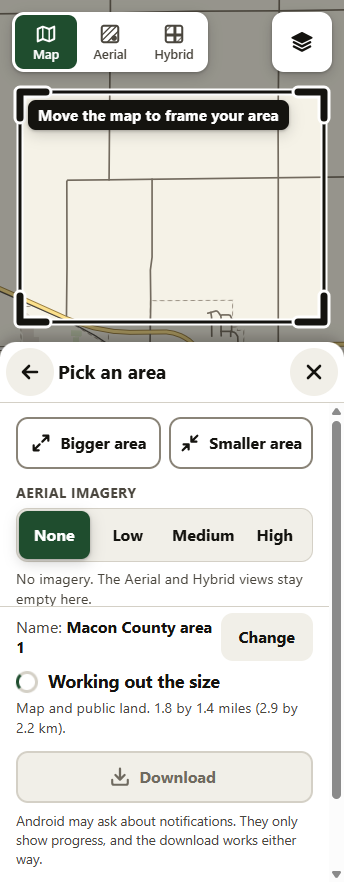 Map
Aerial
Hybrid
Move the map to frame your area
Pick an area
Bigger area
Smaller area
AERIAL IMAGERY
None
Low
Medium
High
No imagery. The Aerial and Hybrid views stay
empty here.
Name: Macon County area
1
Change
Working out the size
Map and public land. 1.8 by 1.4 miles (2.9 by
2.2 km).
Download
Android may ask about notifications. They only
show progress, and the download works either
way.